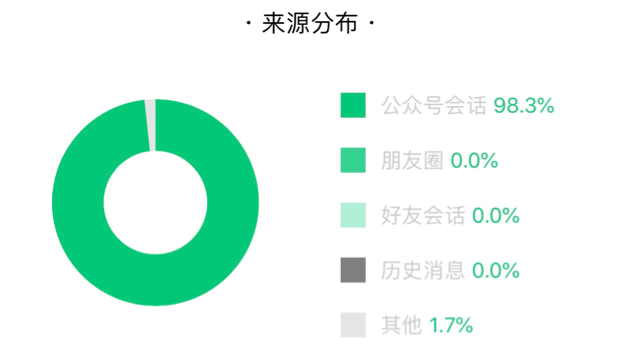 · 来源分布 ·
公众号会话 98.3%
朋友圈 0.0%
好友会话 0.0%
历史消息 0.0%
其他 1.7%